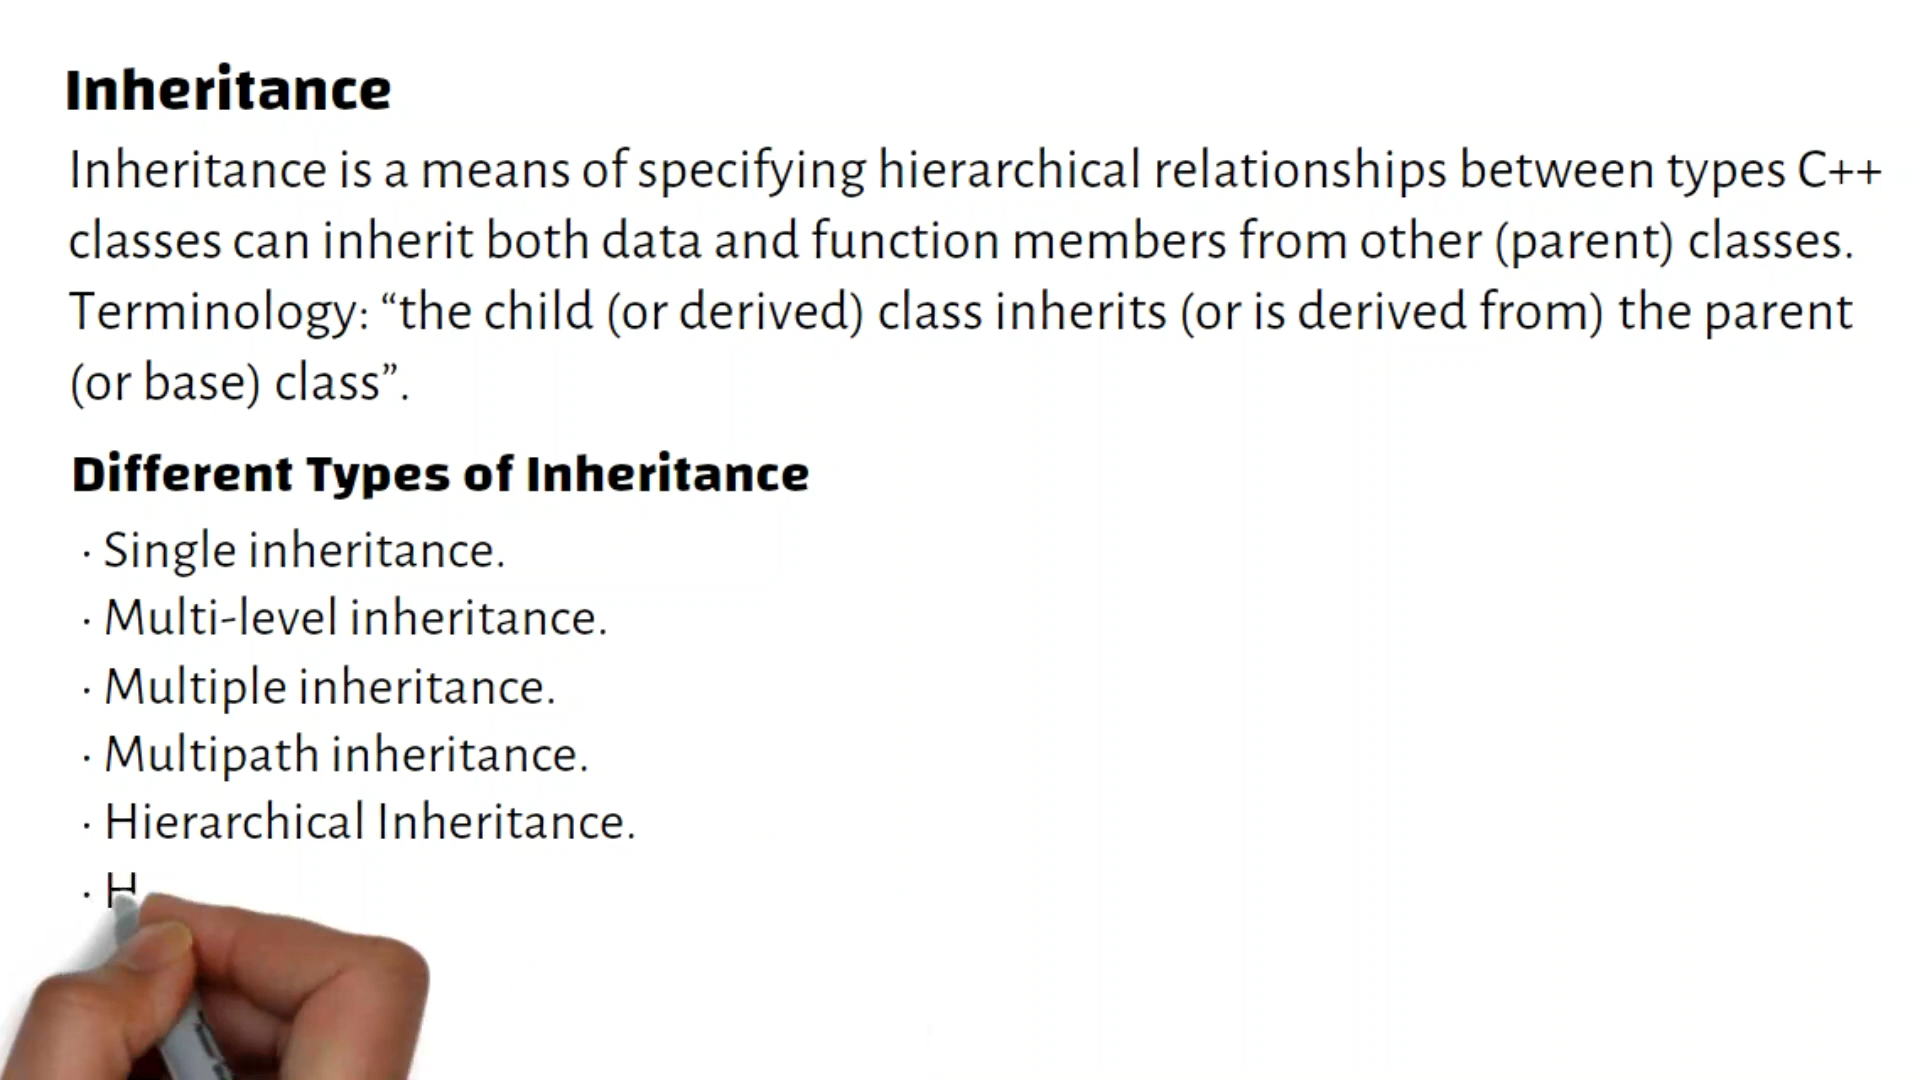 Inheritance
Inheritance is a means of specifying hierarchical relationships between types C++
classes can inherit both data and function members from other (parent) classes.
Terminology: “the child (or derived) class inherits (or is derived from) the parent
(or base) class”.
Different Types of Inheritance
· Single inheritance.
· Multi-level inheritance.
· Multiple inheritance.
· Multipath inheritance.
· Hierarchical Inheritance.
· H